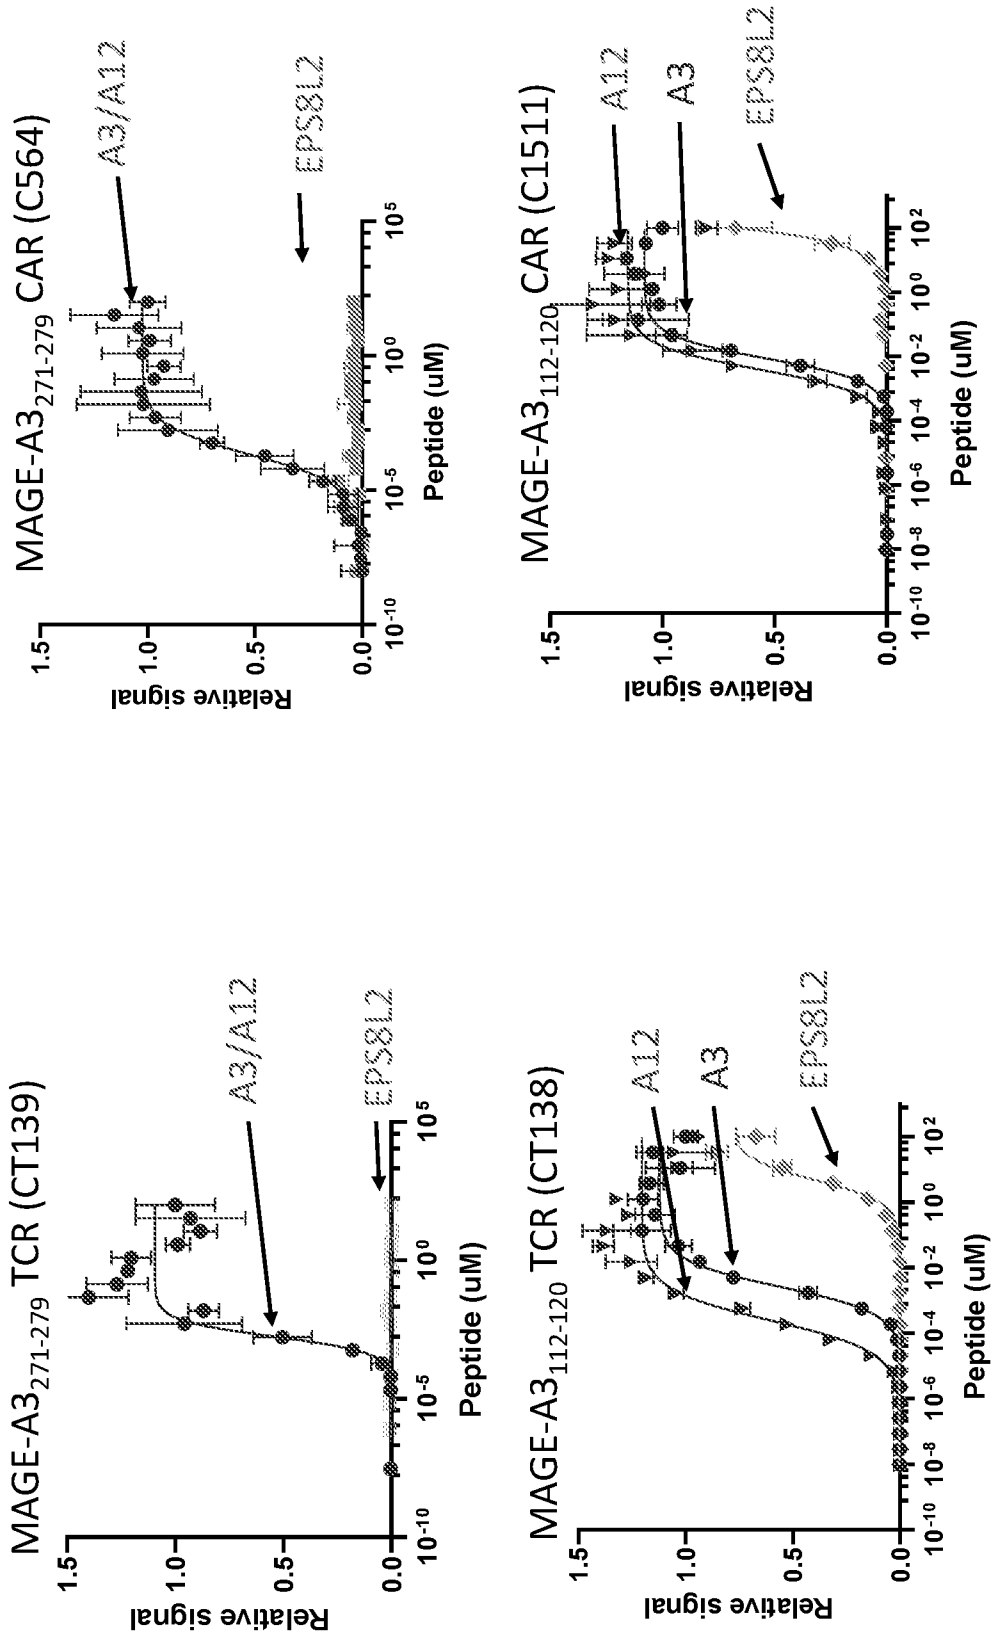 MAGE-A3271-279 TCR (CT139)
1.5
1.0
0.5
0.0
Relative signal
10-10
10-5
100
105
Peptide (uM)
A3/A12
EPS8L2
MAGE-A3271-279 CAR (C564)
1.5
1.0
0.5
0.0
Relative signal
10-10
10-5
100
105
Peptide (uM)
A3/A12
EPS8L2
MAGE-A3112-120 TCR (CT138)
1.5
1.0
0.5
0.0
Relative signal
10-10
10-8
10-6
10-4
10-2
100
102
Peptide (uM)
A12
A3
EPS8L2
MAGE-A3112-120 CAR (C1511)
1.5
1.0
0.5
0.0
Relative signal
10-10
10-8
10-6
10-4
10-2
100
102
Peptide (uM)
A12
A3
EPS8L2